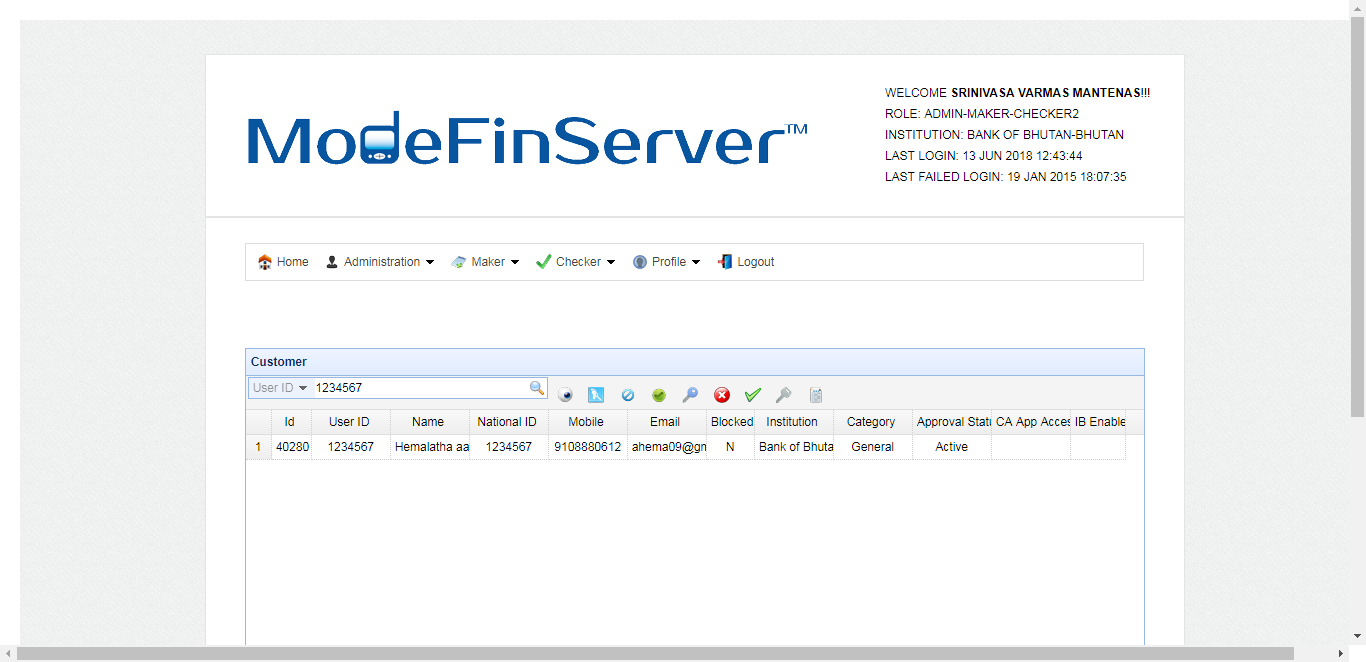 ModeFinServer™
WELCOME SRINIVASA VARMAS MANTENAS!!!
ROLE: ADMIN-MAKER-CHECKER2
INSTITUTION: BANK OF BHUTAN-BHUTAN
LAST LOGIN: 13 JUN 2018 12:43:44
LAST FAILED LOGIN: 19 JAN 2015 18:07:35
Home Administration Maker Checker Profile Logout
Customer
User ID 1234567
Id User ID Name National ID Mobile Email Blocked Institution Category Approval Statu CA App Acces IB Enable
1 40280 1234567 Hemalatha aa 1234567 9108880612 ahema09@gm N Bank of Bhuta General Active